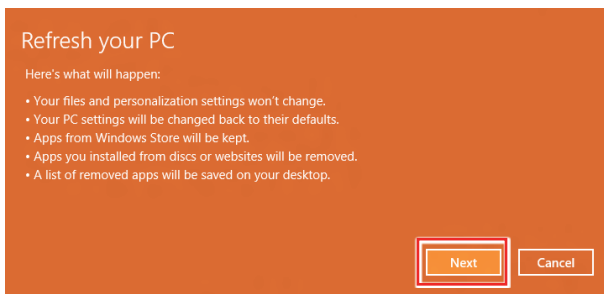 Refresh your PC
Here's what will happen:
• Your files and personalization settings won't change.
• Your PC settings will be changed back to their defaults.
• Apps from Windows Store will be kept.
• Apps you installed from discs or websites will be removed.
• A list of removed apps will be saved on your desktop.
Next Cancel